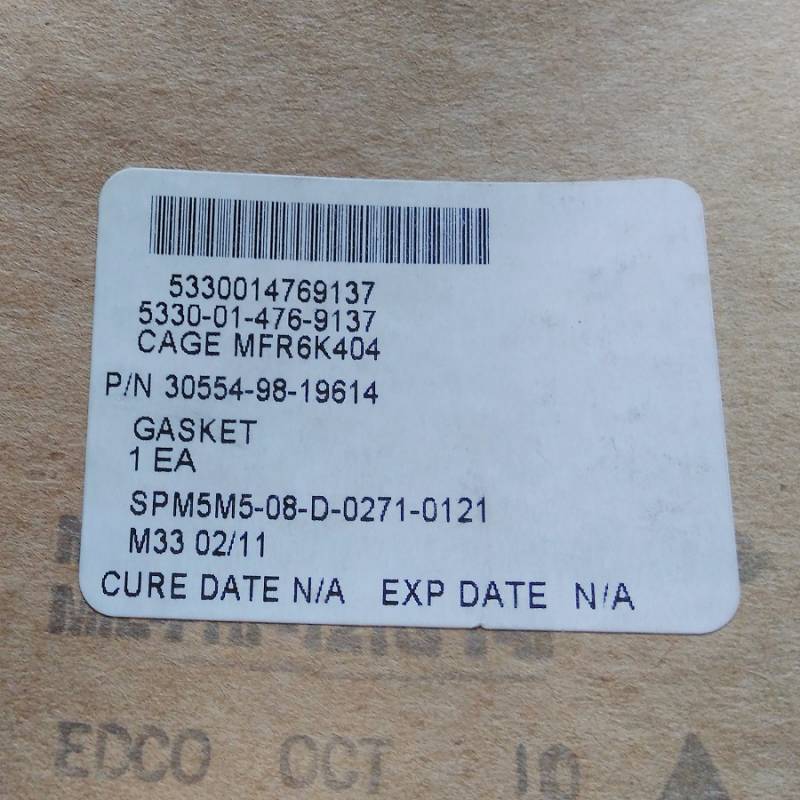 5330014769137
5330-01-476-9137
CAGE MFR6K404
P/N 30554-98-19614
GASKET
1 EA
SPM5M5-08-D-0271-0121
M33 02/11
CURE DATE N/A EXP DATE N/A
EDCO OCT 10